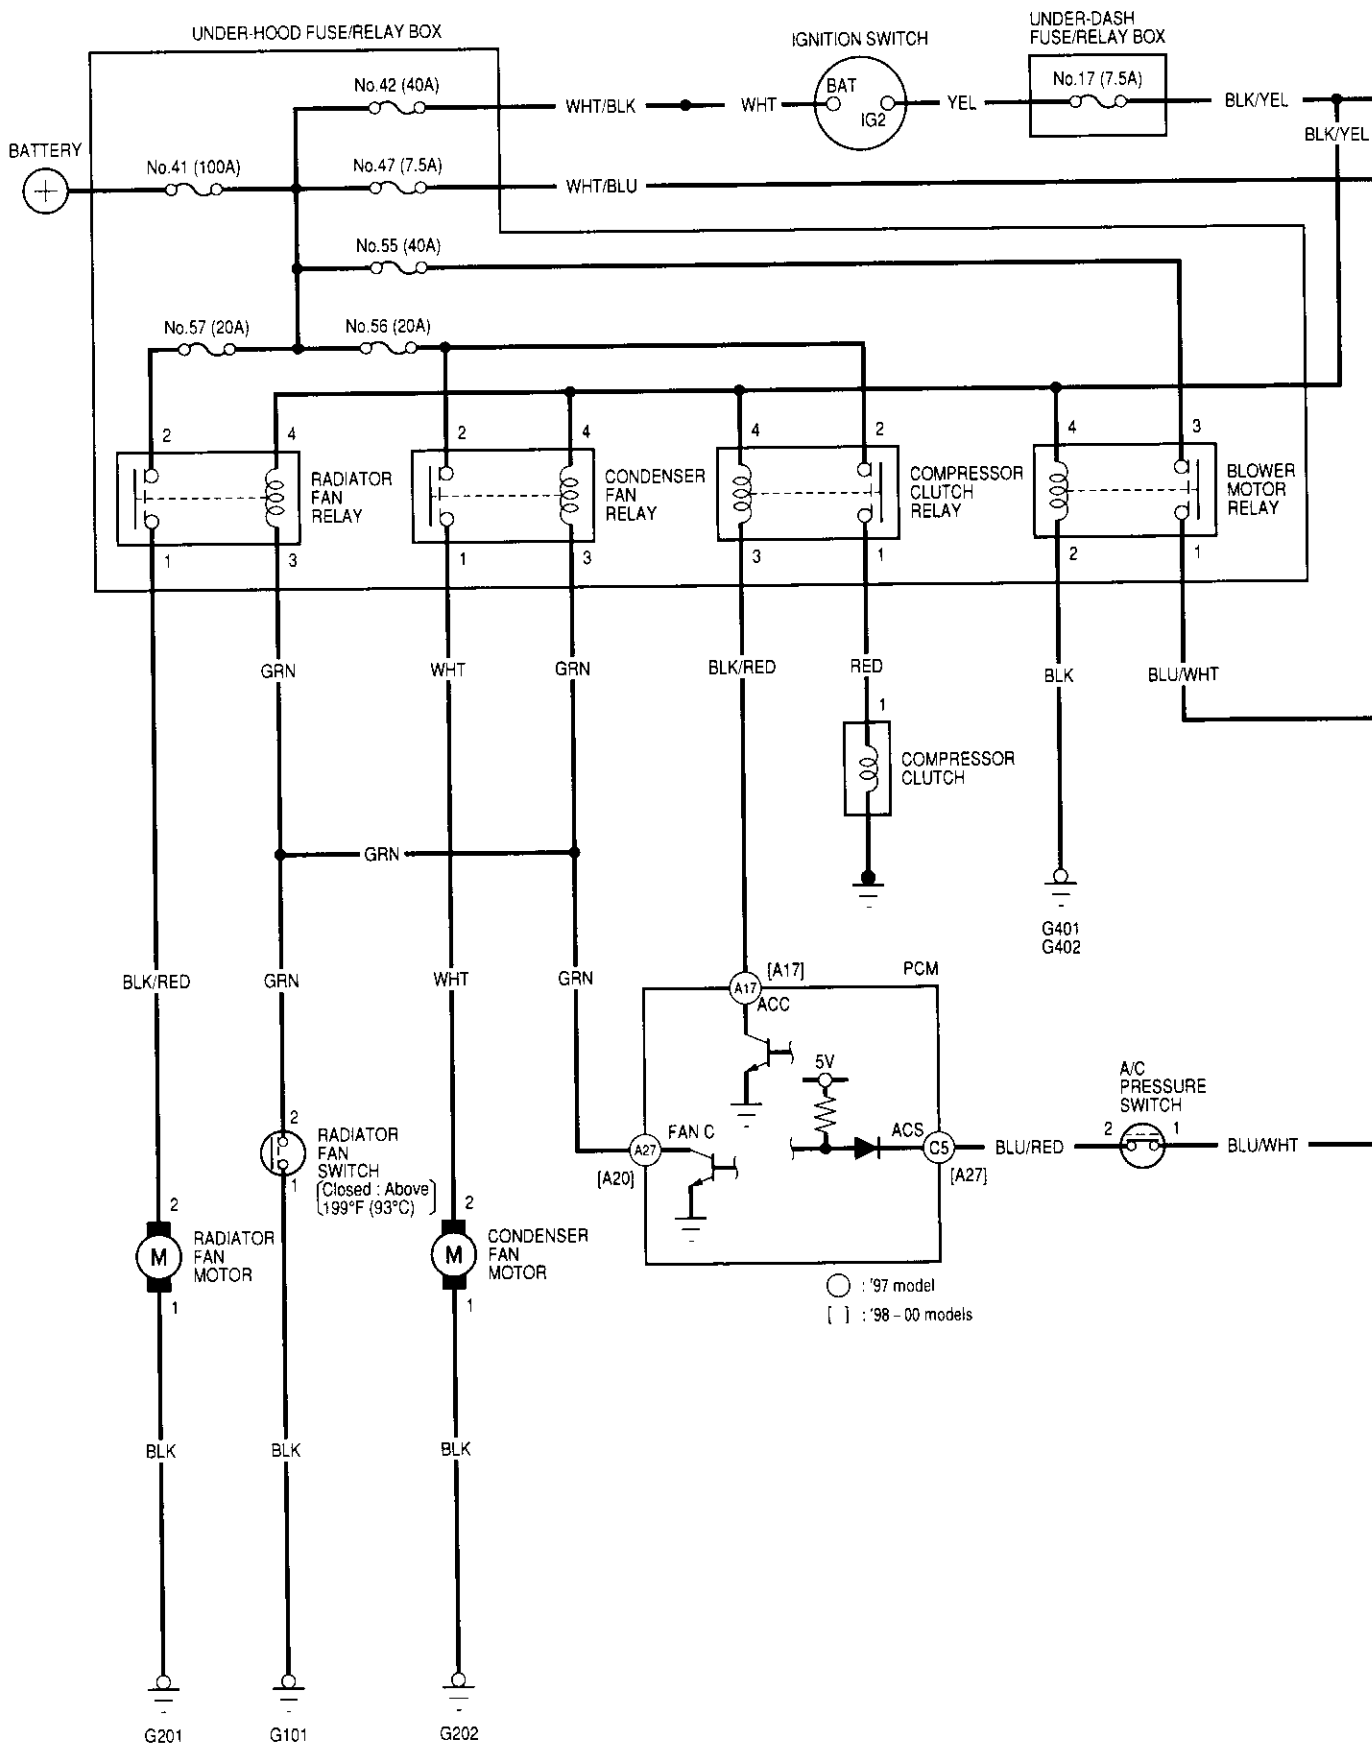 UNDER-HOOD FUSE/RELAY BOX
IGNITION SWITCH
UNDER-DASH
FUSE/RELAY BOX
No.42 (40A)
WHT/BLK
WHT
BAT
IG2
YEL
No.17 (7.5A)
BLK/YEL
BLK/YEL
BATTERY
+
No.41 (100A)
No.47 (7.5A)
WHT/BLU
No.55 (40A)
No.57 (20A)
No.56 (20A)
2
4
2
4
4
2
4
3
RADIATOR
FAN
RELAY
CONDENSER
FAN
RELAY
COMPRESSOR
CLUTCH
RELAY
BLOWER
MOTOR
RELAY
1
3
1
3
3
1
2
1
GRN
WHT
GRN
BLK/RED
RED
BLK
BLU/WHT
1
COMPRESSOR
CLUTCH
GRN
G401
G402
BLK/RED
GRN
WHT
GRN
[A17]
PCM
A17
ACC
5V
A/C
PRESSURE
SWITCH
2
RADIATOR
FAN
SWITCH
[Closed : Above
199°F (93°C)]
1
A27
FAN C
[A20]
ACS
C5
[A27]
BLU/RED
2
1
BLU/WHT
2
M
RADIATOR
FAN
MOTOR
1
2
M
CONDENSER
FAN
MOTOR
1
: '97 model
[ ] : '98 – 00 models
BLK
BLK
BLK
G201
G101
G202